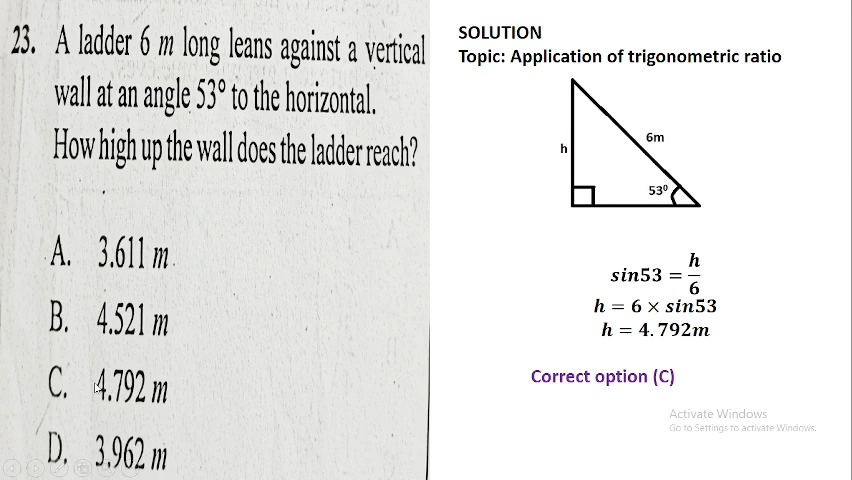 23. A ladder 6 m long leans against a vertical
wall at an angle 53° to the horizontal.
How high up the wall does the ladder reach?
A. 3.611 m
B. 4.521 m
C. 4.792 m
D. 3.962 m
SOLUTION
Topic: Application of trigonometric ratio
6m
h
53⁰
sin53 = h/6
h = 6 × sin53
h = 4.792m
Correct option (C)
Activate Windows
Go to Settings to activate Windows.